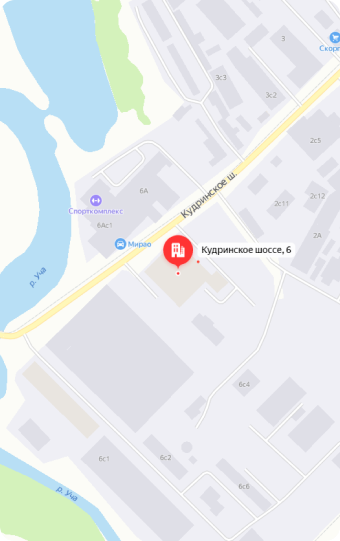 3
Скорп
3с3
3с2
2с5
6А
Кудринское ш.
2с12
Спорткомплекс
2с11
6Ас1
2А
Мирао
Кудринское шоссе, 6
р. Уча
6с4
6с1
6с2
6с6
р. Уча